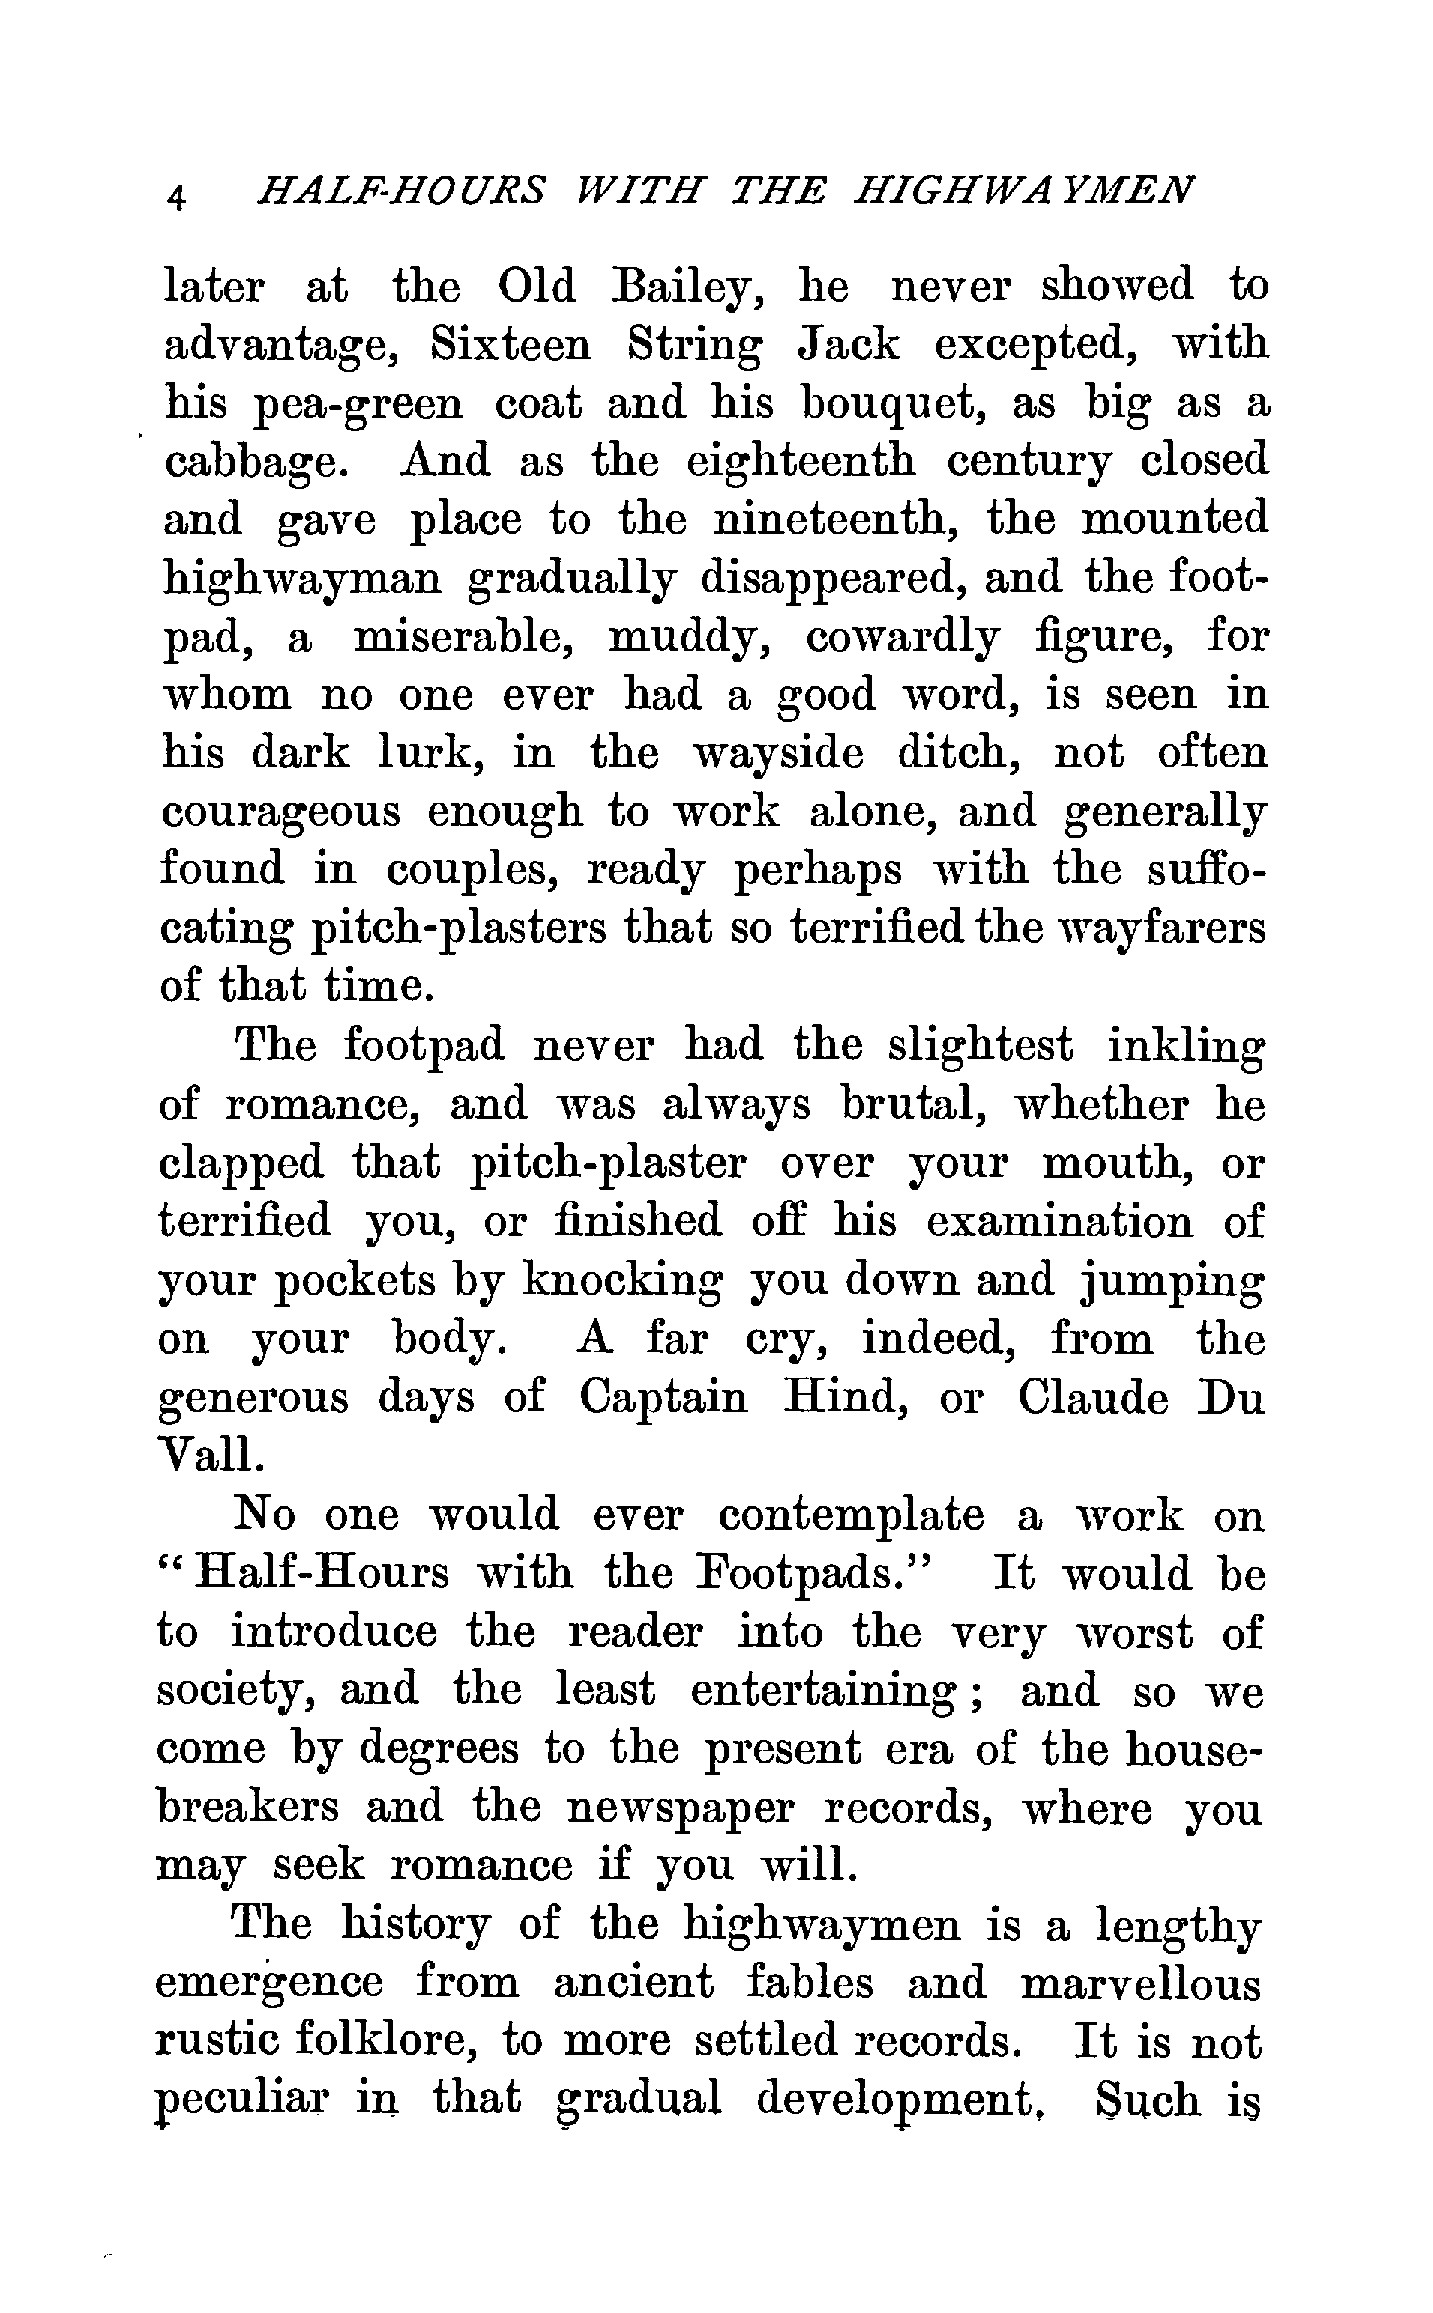 4 HALF-HOURS WITH THE HIGHWAYMEN
later at the Old Bailey, he never showed to
advantage, Sixteen String Jack excepted, with
his pea-green coat and his bouquet, as big as a
cabbage. And as the eighteenth century closed
and gave place to the nineteenth, the mounted
highwayman gradually disappeared, and the foot-
pad, a miserable, muddy, cowardly figure, for
whom no one ever had a good word, is seen in
his dark lurk, in the wayside ditch, not often
courageous enough to work alone, and generally
found in couples, ready perhaps with the suffo-
cating pitch-plasters that so terrified the wayfarers
of that time.
The footpad never had the slightest inkling
of romance, and was always brutal, whether he
clapped that pitch-plaster over your mouth, or
terrified you, or finished off his examination of
your pockets by knocking you down and jumping
on your body. A far cry, indeed, from the
generous days of Captain Hind, or Claude Du
Vall.
No one would ever contemplate a work on
“Half-Hours with the Footpads.” It would be
to introduce the reader into the very worst of
society, and the least entertaining; and so we
come by degrees to the present era of the house-
breakers and the newspaper records, where you
may seek romance if you will.
The history of the highwaymen is a lengthy
emergence from ancient fables and marvellous
rustic folklore, to more settled records. It is not
peculiar in that gradual development. Such is